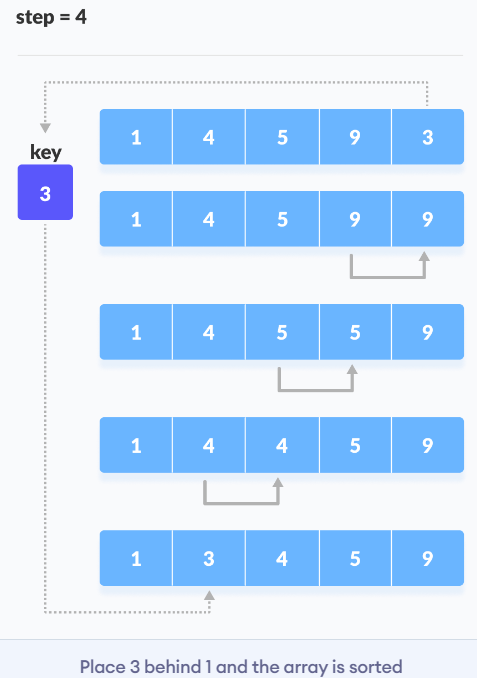 step = 4
1 4 5 9 3
key
3
1 4 5 9 9
1 4 5 5 9
1 4 4 5 9
1 3 4 5 9
Place 3 behind 1 and the array is sorted